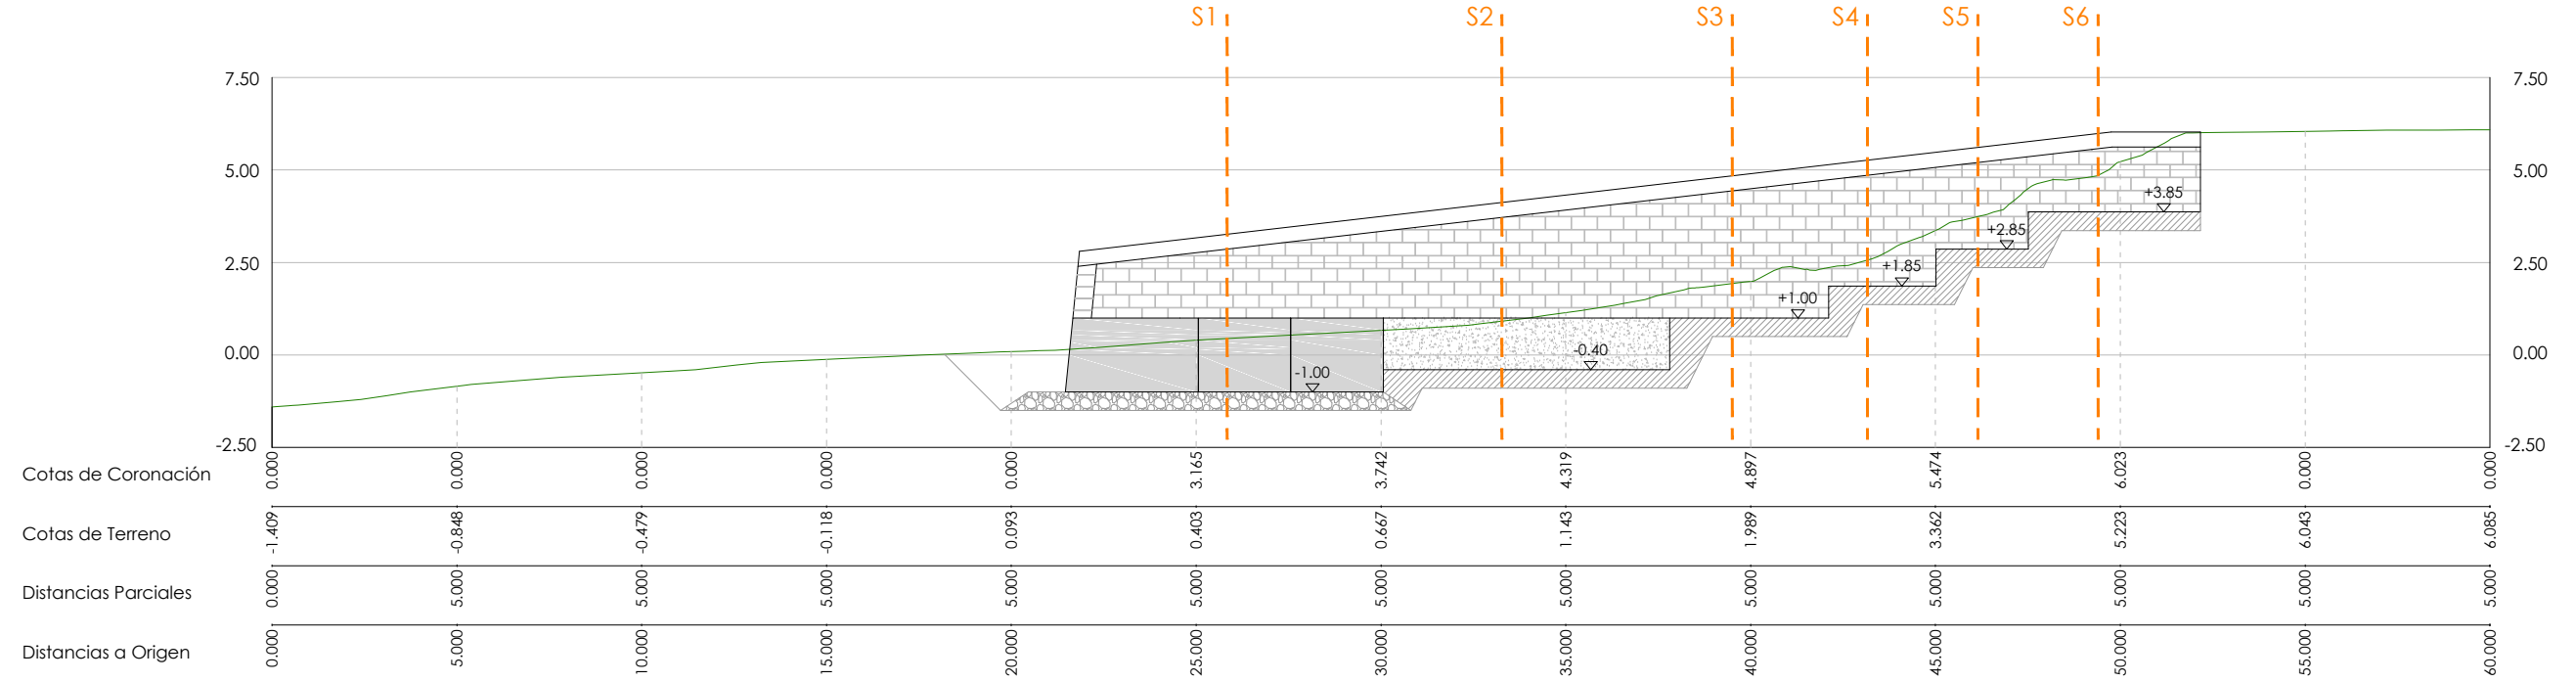 S1 S2 S3 S4 S5 S6
7.50 7.50
5.00 5.00
+3.85
+2.85
2.50 2.50
+1.85
+1.00
0.00 0.00
-0.40
-1.00
-2.50 -2.50
Cotas de Coronación 0.000 0.000 0.000 0.000 0.000 3.165 3.742 4.319 4.897 5.474 6.023 0.000 0.000
Cotas de Terreno -1.409 -0.848 -0.479 -0.118 0.093 0.403 0.667 1.143 1.989 3.362 5.223 6.043 6.085
Distancias Parciales 0.000 5.000 5.000 5.000 5.000 5.000 5.000 5.000 5.000 5.000 5.000 5.000 5.000
Distancias a Origen 0.000 5.000 10.000 15.000 20.000 25.000 30.000 35.000 40.000 45.000 50.000 55.000 60.000